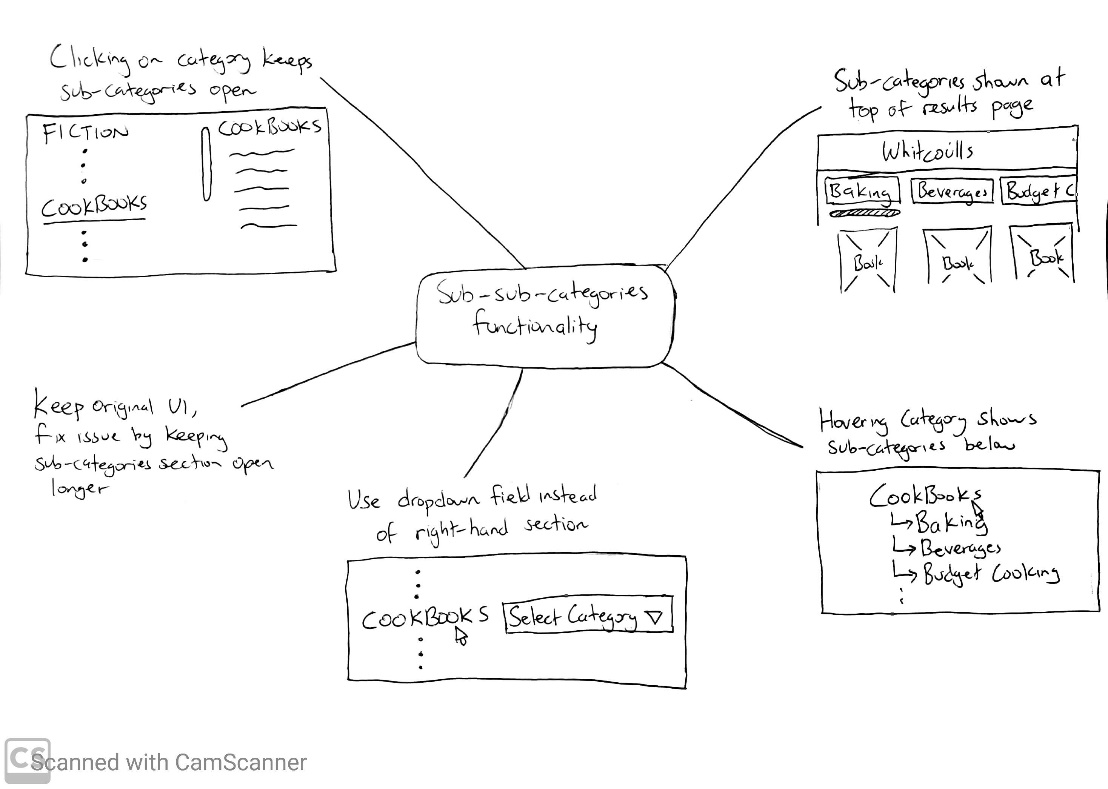 Clicking on category keeps
sub-categories open
FICTION
COOKBOOKS
COOKBOOKS
Sub-categories shown at
top of results page
Whitcoulls
Baking
Beverages
Budget C
Book
Book
Book
Sub-sub-categories
functionality
Keep original UI,
fix issue by keeping
sub-categories section open
longer
Use dropdown field instead
of right-hand section
COOKBOOKS
Select Category
Hovering Category shows
sub-categories below
COOKBOOKS
Baking
Beverages
Budget Cooking
CS
Scanned with CamScanner